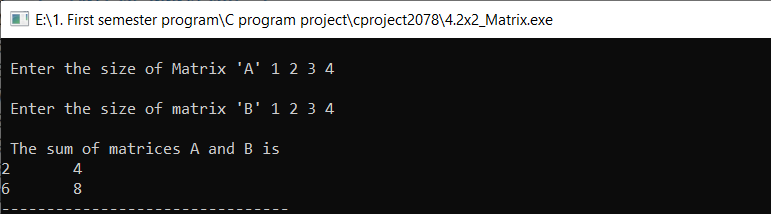 E:\1. First semester program\C program project\cproject2078\4.2x2_Matrix.exe
Enter the size of Matrix 'A' 1 2 3 4
Enter the size of matrix 'B' 1 2 3 4
The sum of matrices A and B is
2 4
6 8
--------------------------------